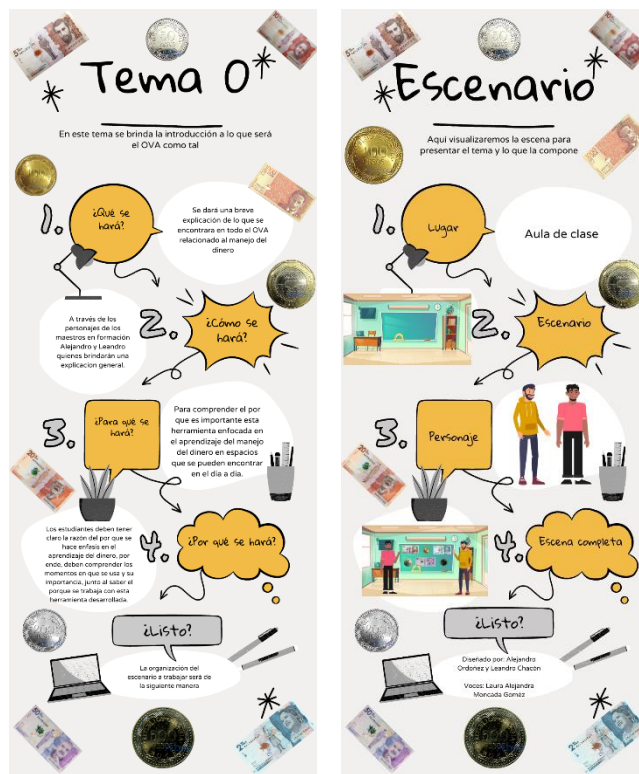 Tema 0
En este tema se brinda la introducción a lo que será
el OVA como tal
1.
¿Qué se
hará?
Se dará una breve
explicación de lo que se
encontrara en todo el OVA
relacionado al manejo del
dinero
A través de los
personajes de los
maestros en formación
Alejandro y Leandro
quienes brindarán una
explicacion general.
2.
¿Cómo se
hará?
3.
¿Para qué se
hará?
Para comprender el por
que es importante esta
herramienta enfocada en
el aprendizaje del manejo
del dinero en espacios
que se pueden encontrar
en el día a día.
Los estudiantes deben tener
claro la razón del por que se
hace enfasis en el
aprendizaje del dinero, por
ende, deben comprender los
momentos en que se usa y su
importancia, junto al saber el
porque se trabaja con esta
herramienta desarrollada.
4.
¿Por qué se hará?
¿Listo?
La organización del
escenario a trabajar será de
la siguiente manera
Escenario
Aqui visualizaremos la escena para
presentar el tema y lo que la compone
1.
Lugar
Aula de clase
2.
Escenario
3.
Personaje
4.
Escena completa
¿Listo?
Diseñado por: Alejandro
Ordoñez y Leandro Chacón
Voces: Laura Alejandra
Moncada Goméz